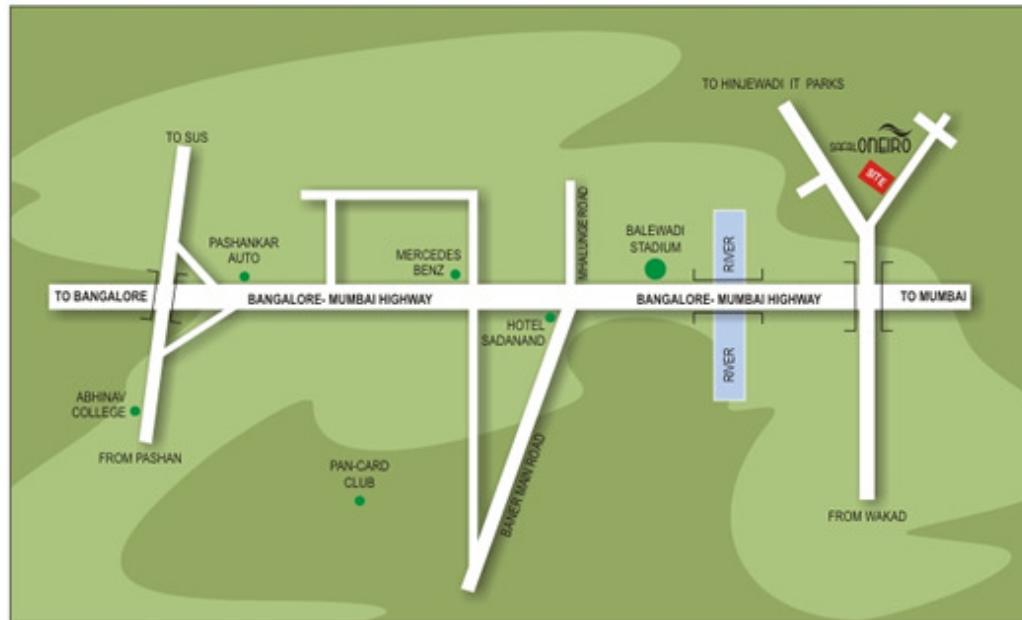 TO HINJEWADI IT PARKS
TO SUS
SAFAL ONEIRO
SITE
PASHANKAR
AUTO
MERCEDES
BENZ
MHALUNGE ROAD
BALEWADI
STADIUM
RIVER
TO BANGALORE
BANGALORE- MUMBAI HIGHWAY
BANGALORE- MUMBAI HIGHWAY
TO MUMBAI
HOTEL
SADANAND
RIVER
ABHINAV
COLLEGE
FROM PASHAN
PAN-CARD
CLUB
BANER MAIN ROAD
FROM WAKAD